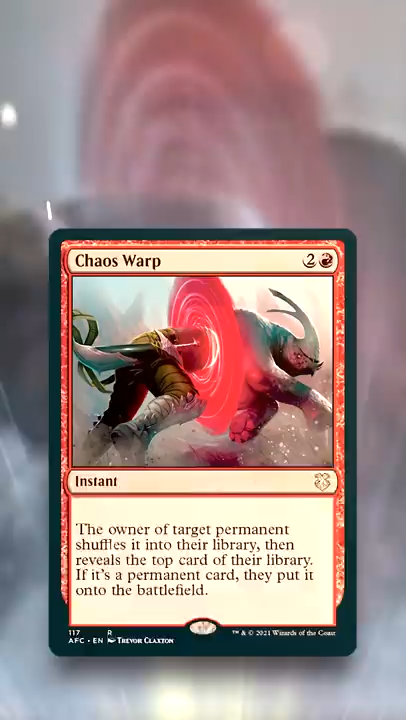 Chaos Warp 2
Instant
The owner of target permanent
shuffles it into their library, then
reveals the top card of their library.
If it's a permanent card, they put it
onto the battlefield.
117 R
AFC • EN Trevor Claxton
™ & © 2021 Wizards of the Coast